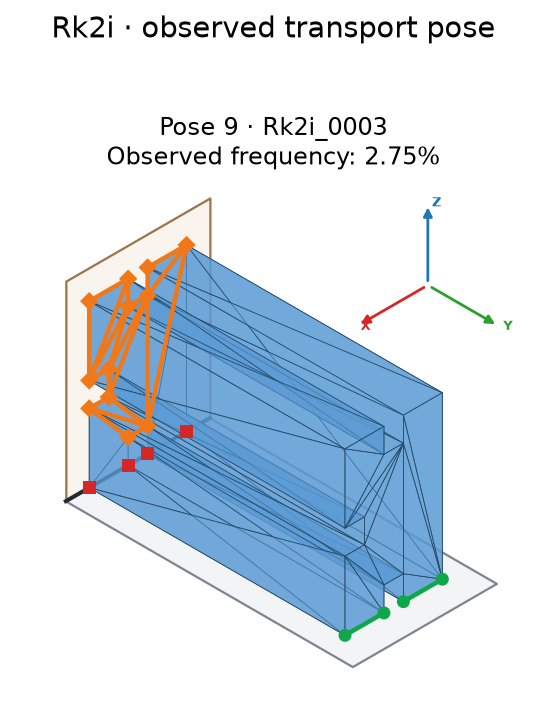 Rk2i · observed transport pose
Pose 9 · Rk2i_0003
Observed frequency: 2.75%
Z
X
Y